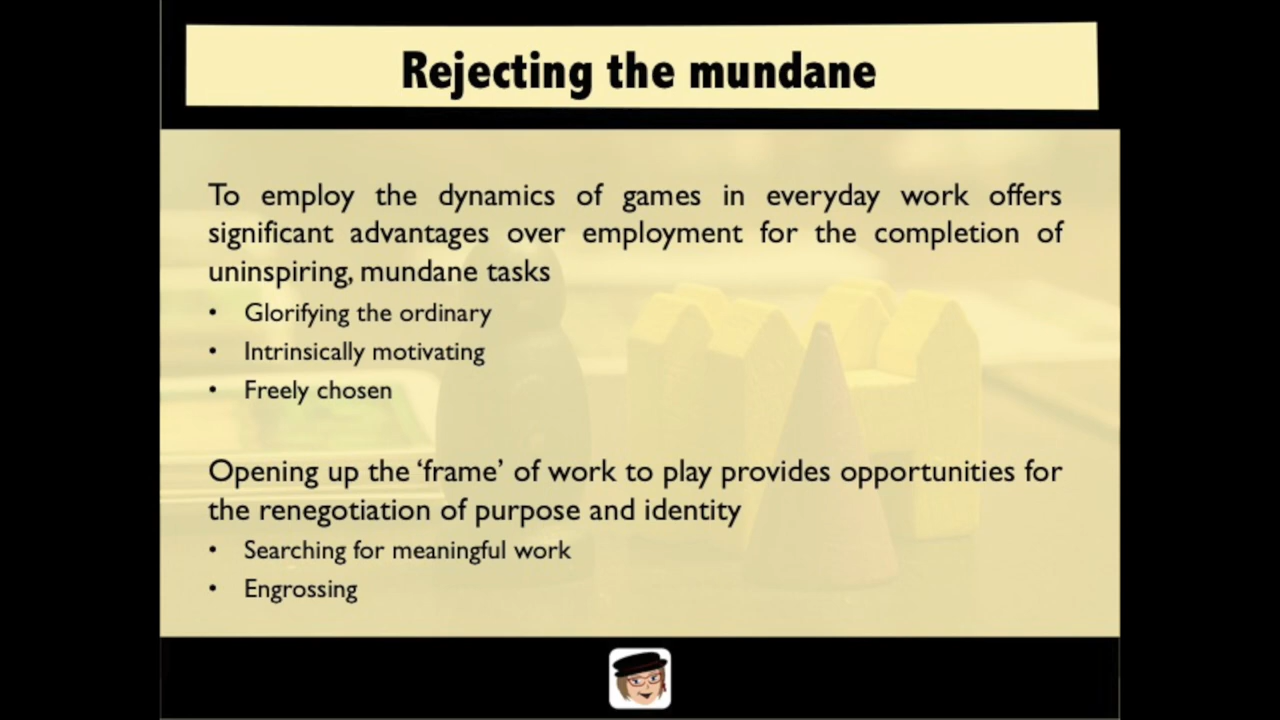 Rejecting the mundane
To employ the dynamics of games in everyday work offers
significant advantages over employment for the completion of
uninspiring, mundane tasks
• Glorifying the ordinary
• Intrinsically motivating
• Freely chosen
Opening up the ‘frame’ of work to play provides opportunities for
the renegotiation of purpose and identity
• Searching for meaningful work
• Engrossing